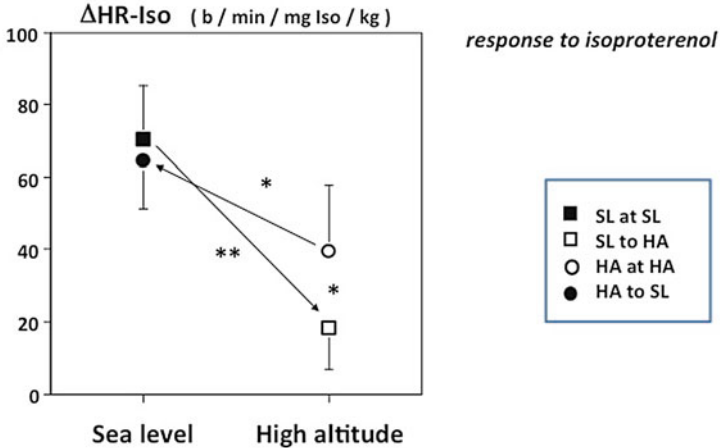 ΔHR-Iso ( b / min / mg Iso / kg )
response to isoproterenol
100
80
60
40
20
0
*
**
*
SL at SL
SL to HA
HA at HA
HA to SL
Sea level High altitude